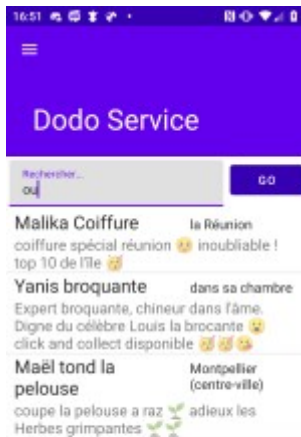 16:51
Dodo Service
Rechercher...
ou
GO
Malika Coiffure
la Réunion
coiffure spécial réunion 🥲 inoubliable !
top 10 de l'île 🥳
Yanis broquante
dans sa chambre
Expert broquante, chineur dans l'âme.
Digne du célèbre Louis la brocante 😉
click and collect disponible 🥳🥳😘
Maël tond la
pelouse
Montpellier
(centre-ville)
coupe la pelouse a raz 🌱 adieux les
Herbes grimpantes 🌱🌱